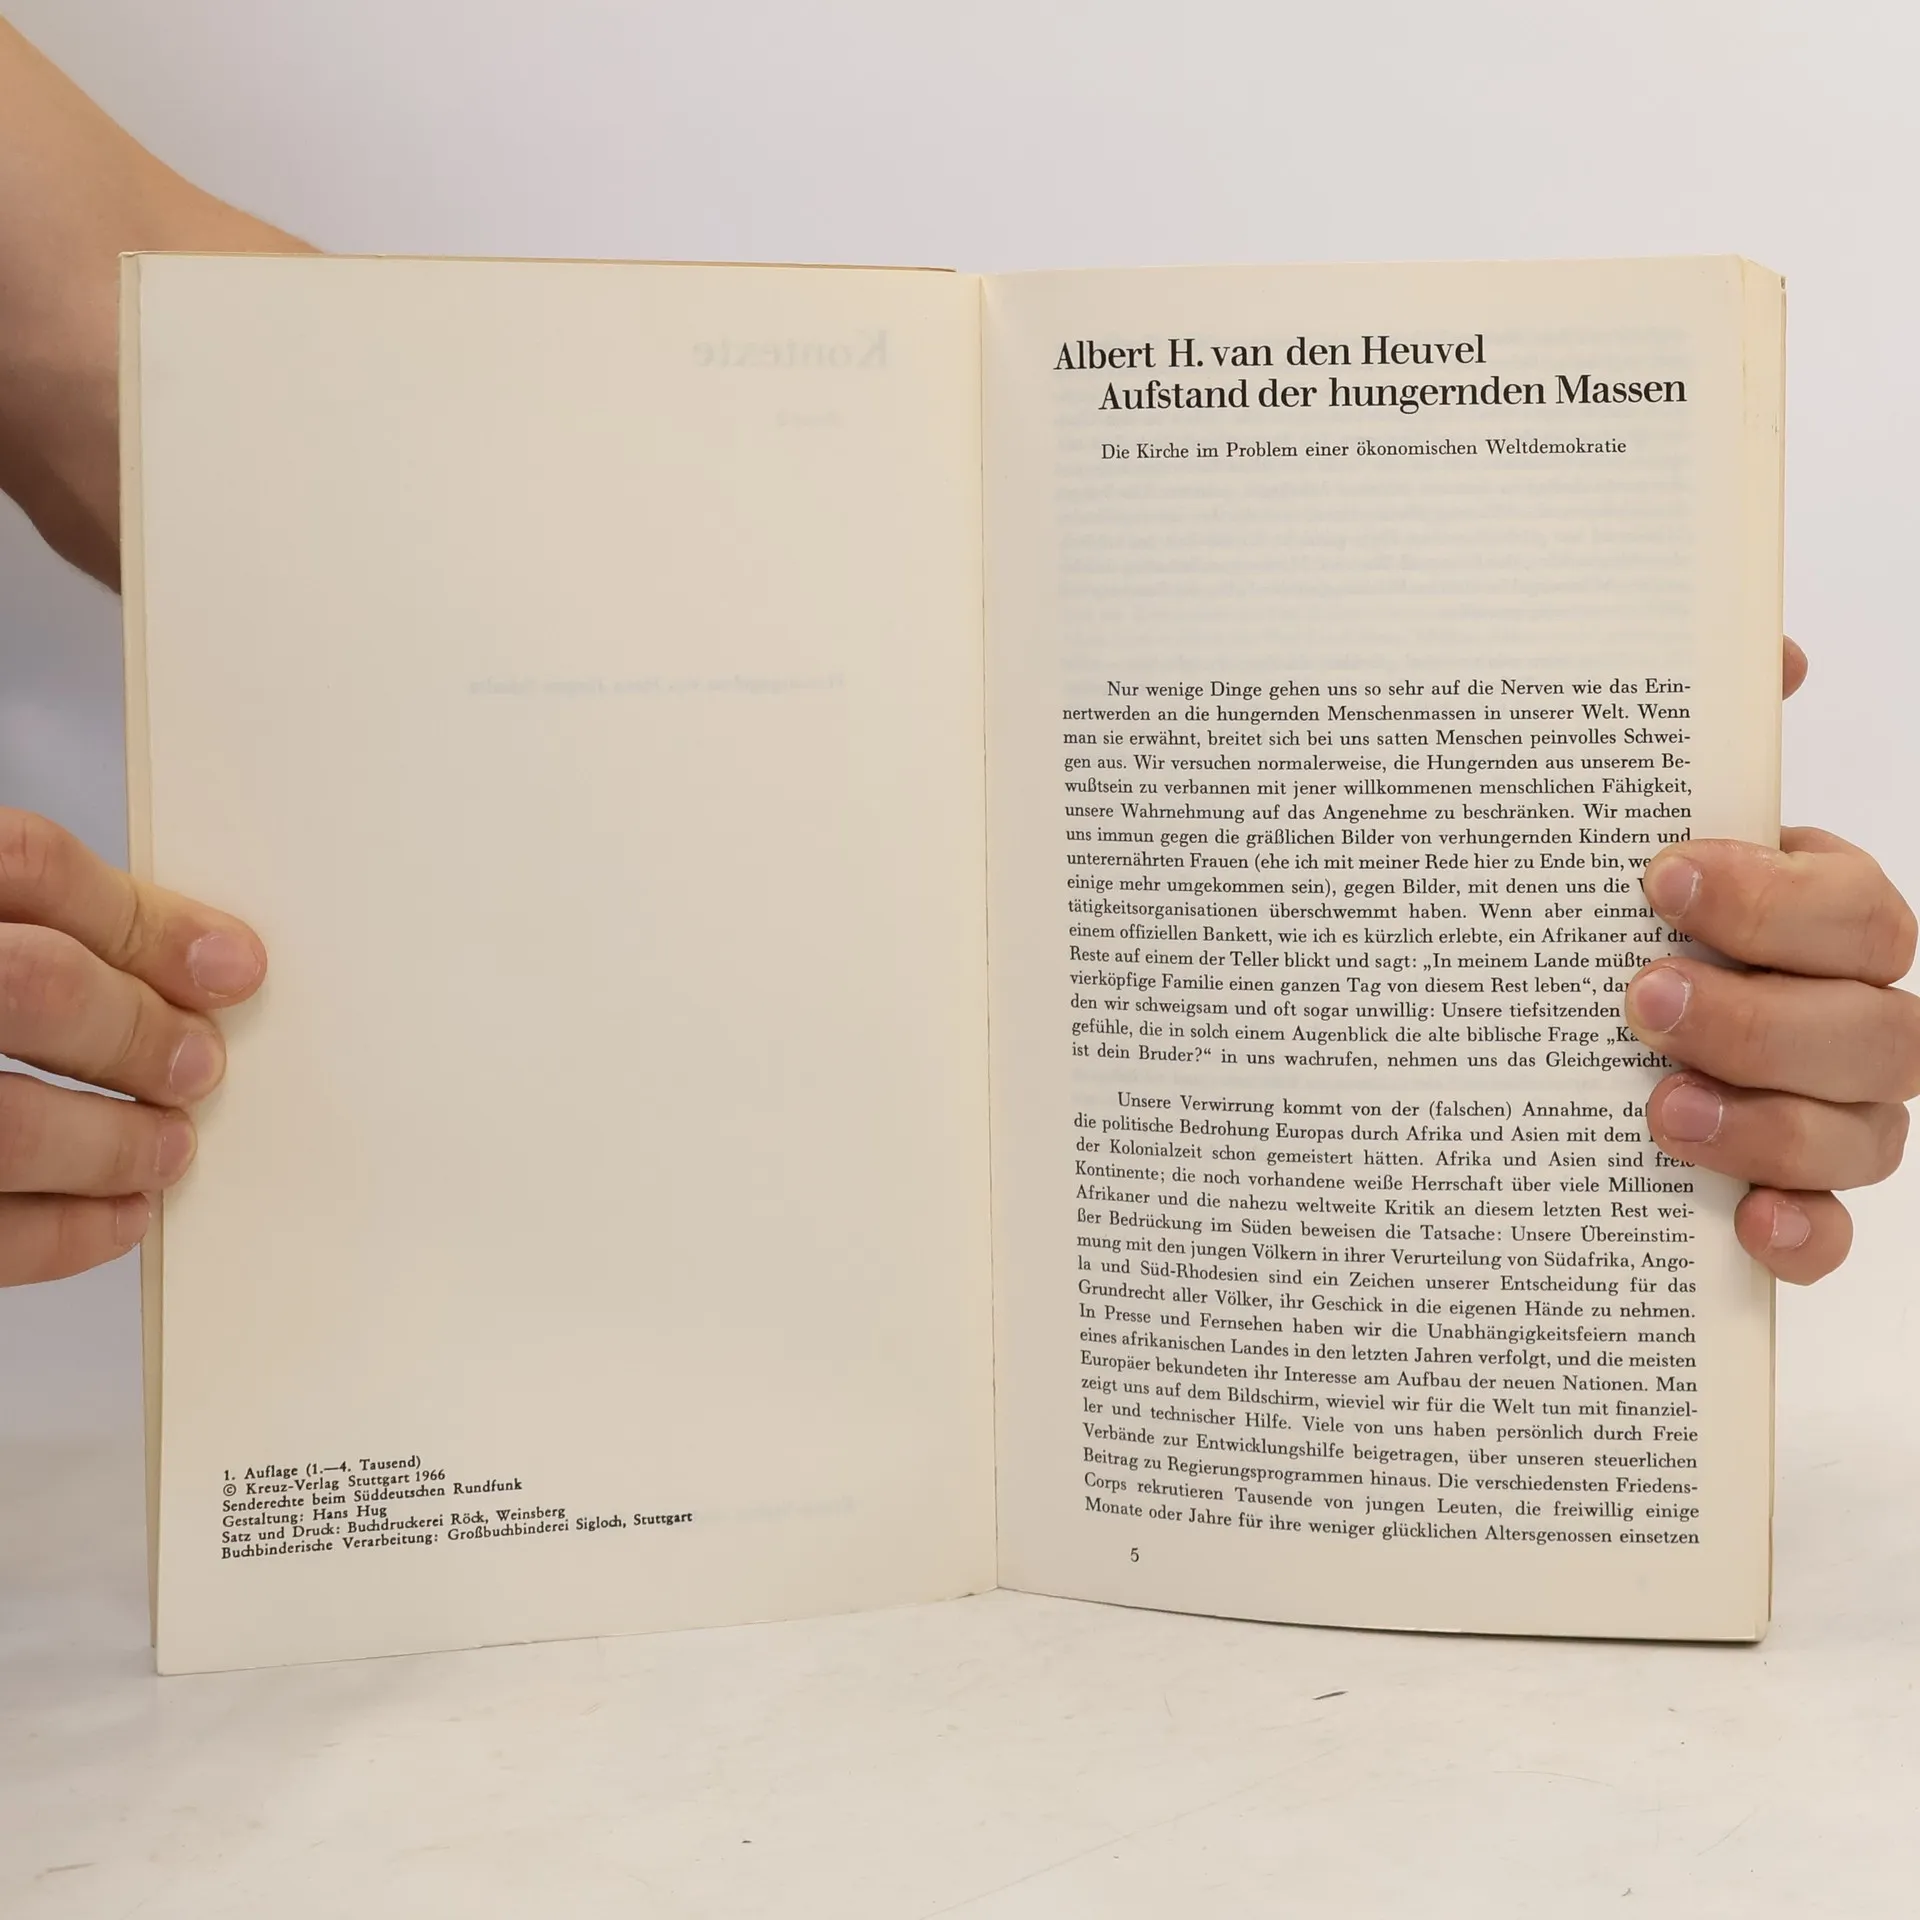 Kontexte
1. Auflage (1.—4. Tausend)
© Kreuz-Verlag Stuttgart 1966
Senderechte beim Süddeutschen Rundfunk
Gestaltung: Hans Hug
Satz und Druck: Buchdruckerei Röck, Weinsberg
Buchbinderische Verarbeitung: Großbuchbinderei Sigloch, Stuttgart
Albert H. van den Heuvel
Aufstand der hungernden Massen
Die Kirche im Problem einer ökonomischen Weltdemokratie
Nur wenige Dinge gehen uns so sehr auf die Nerven wie das Erin-
nertwerden an die hungernden Menschenmassen in unserer Welt. Wenn
man sie erwähnt, breitet sich bei uns satten Menschen peinvolles Schwei-
gen aus. Wir versuchen normalerweise, die Hungernden aus unserem Be-
wußtsein zu verbannen mit jener willkommenen menschlichen Fähigkeit,
unsere Wahrnehmung auf das Angenehme zu beschränken. Wir machen
uns immun gegen die gräßlichen Bilder von verhungernden Kindern und
unterernährten Frauen (ehe ich mit meiner Rede hier zu Ende bin,
einige mehr umgekommen sein), gegen Bilder, mit denen uns die
tätigkeitsorganisationen überschwemmt haben. Wenn aber einmal
einem offiziellen Bankett, wie ich es kürzlich erlebte, ein Afrikaner auf die
Reste auf einem der Teller blickt und sagt: „In meinem Lande müßte
vierköpfige Familie einen ganzen Tag von diesem Rest leben“,
den wir schweigsam und oft sogar unwillig: Unsere tiefsitzenden
gefühle, die in solch einem Augenblick die alte biblische Frage
ist dein Bruder?“ in uns wachrufen, nehmen uns das Gleichgewicht.
Unsere Verwirrung kommt von der (falschen) Annahme,
die politische Bedrohung Europas durch Afrika und Asien mit dem
der Kolonialzeit schon gemeistert hätten. Afrika und Asien sind freie
Kontinente; die noch vorhandene weiße Herrschaft über viele Millionen
Afrikaner und die nahezu weltweite Kritik an diesem letzten Rest wei-
ßer Bedrückung im Süden beweisen die Tatsache: Unsere Übereinstim-
mung mit den jungen Völkern in ihrer Verurteilung von Südafrika, Ango-
la und Süd-Rhodesien sind ein Zeichen unserer Entscheidung für das
Grundrecht aller Völker, ihr Geschick in die eigenen Hände zu nehmen.
In Presse und Fernsehen haben wir die Unabhängigkeitsfeiern manch
eines afrikanischen Landes in den letzten Jahren verfolgt, und die meisten
Europäer bekundeten ihr Interesse am Aufbau der neuen Nationen. Man
zeigt uns auf dem Bildschirm, wieviel wir für die Welt tun mit finanziel-
ler und technischer Hilfe. Viele von uns haben persönlich durch Freie
Verbände zur Entwicklungshilfe beigetragen, über unseren steuerlichen
Beitrag zu Regierungsprogrammen hinaus. Die verschiedensten Friedens-
Corps rekrutieren Tausende von jungen Leuten, die freiwillig einige
Monate oder Jahre für ihre weniger glücklichen Altersgenossen einsetzen
5